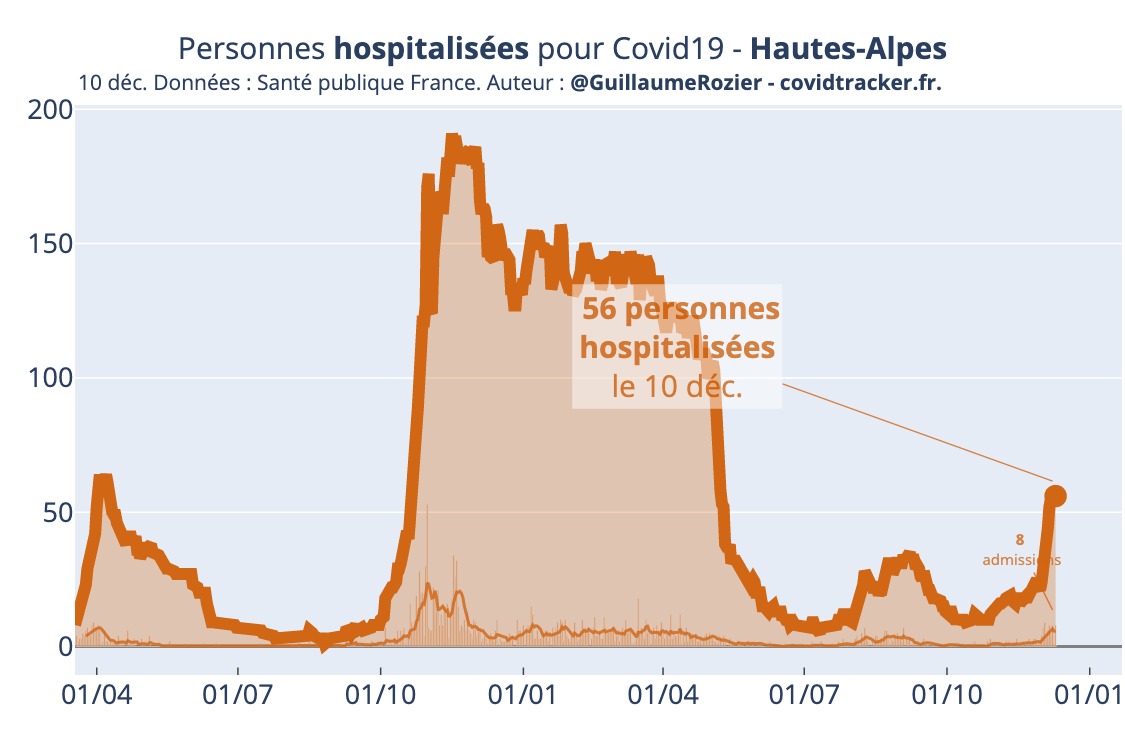 Personnes hospitalisées pour Covid19 - Hautes-Alpes
10 déc. Données : Santé publique France. Auteur : @GuillaumeRozier - covidtracker.fr.
200
150
100
50
0
56 personnes
hospitalisées
le 10 déc.
8
admissions
01/04
01/07
01/10
01/01
01/04
01/07
01/10
01/01